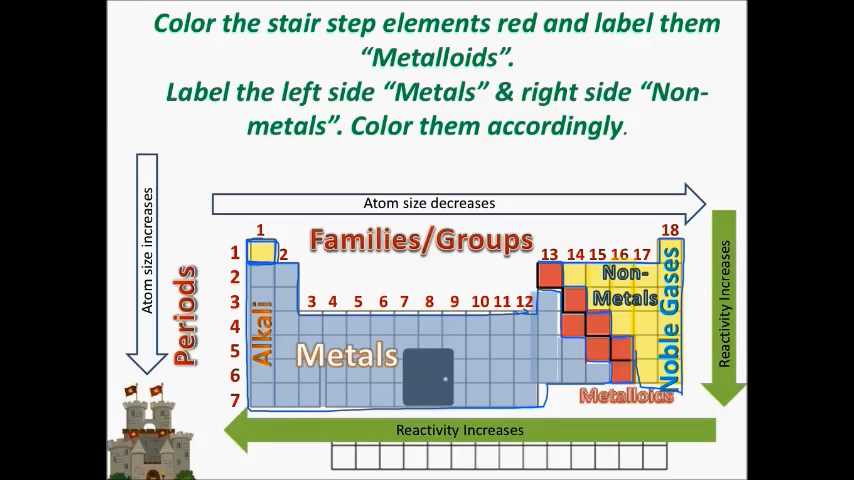 Color the stair step elements red and label them
“Metalloids”.
Label the left side “Metals” & right side “Non-
metals”. Color them accordingly.
Atom size increases
Atom size decreases
1
18
Families/Groups
Periods
1
2
13 14 15 16 17
2
Non-
3
3 4 5 6 7 8 9 10 11 12
Metals
4
Alkali
Noble Gases
Reactivity Increases
5
Metals
6
7
Metalloids
Reactivity Increases